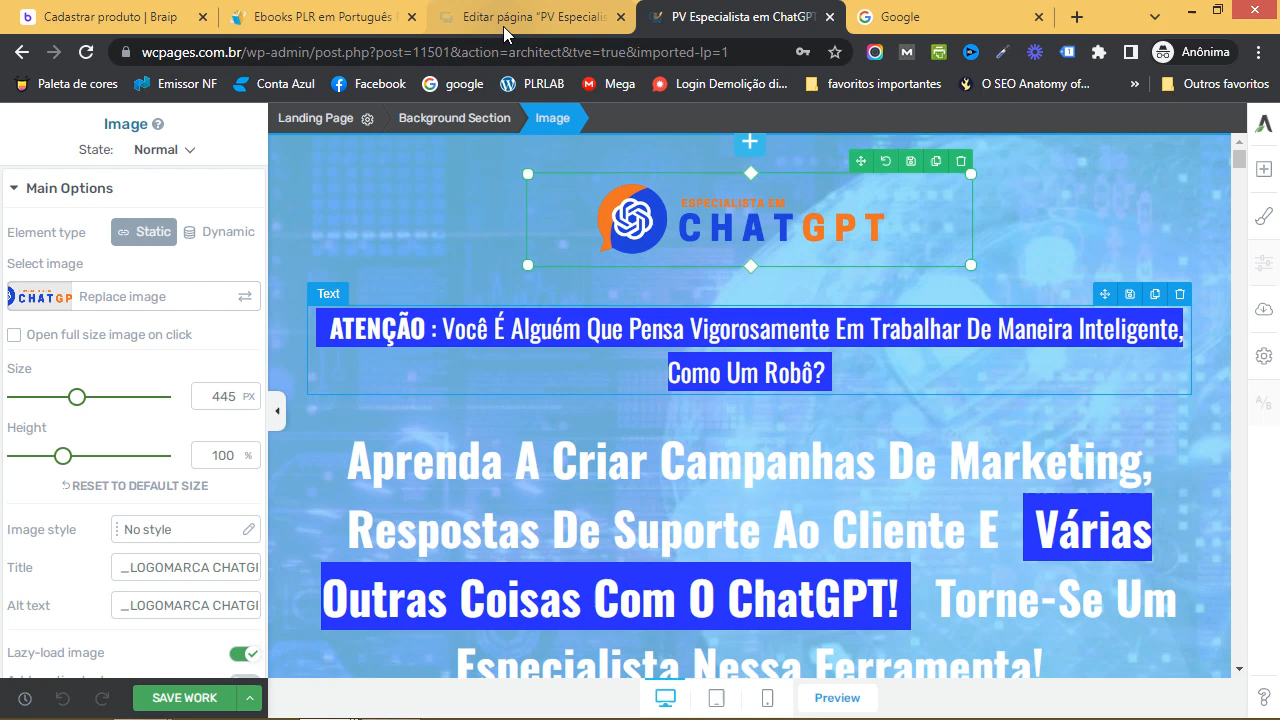 Cadastrar produto | Braip
Ebooks PLR em Português
Editar página "PV Especialis
PV Especialista em ChatGPT
Google
wcpages.com.br/wp-admin/post.php?post=11501&action=architect&tve=true&imported-lp=1
Anônima
Paleta de cores
Emissor NF
Conta Azul
Facebook
google
PLRLAB
Mega
Login Demolição di...
favoritos importantes
O SEO Anatomy of...
»
Outros favoritos
Image
State: Normal
Main Options
Element type Static Dynamic
Select image
CHATGP Replace image
Open full size image on click
Size
445 PX
Height
100 %
RESET TO DEFAULT SIZE
Image style No style
Title _LOGOMARCA CHATGI
Alt text _LOGOMARCA CHATGI
Lazy-load image
SAVE WORK
Landing Page
Background Section
Image
ESPECIALISTA EM
CHATGPT
Text
ATENÇÃO : Você É Alguém Que Pensa Vigorosamente Em Trabalhar De Maneira Inteligente,
Como Um Robô?
Aprenda A Criar Campanhas De Marketing,
Respostas De Suporte Ao Cliente E Várias
Outras Coisas Com O ChatGPT! Torne-Se Um
Especialista Nessa Ferramenta!
Preview
A/B